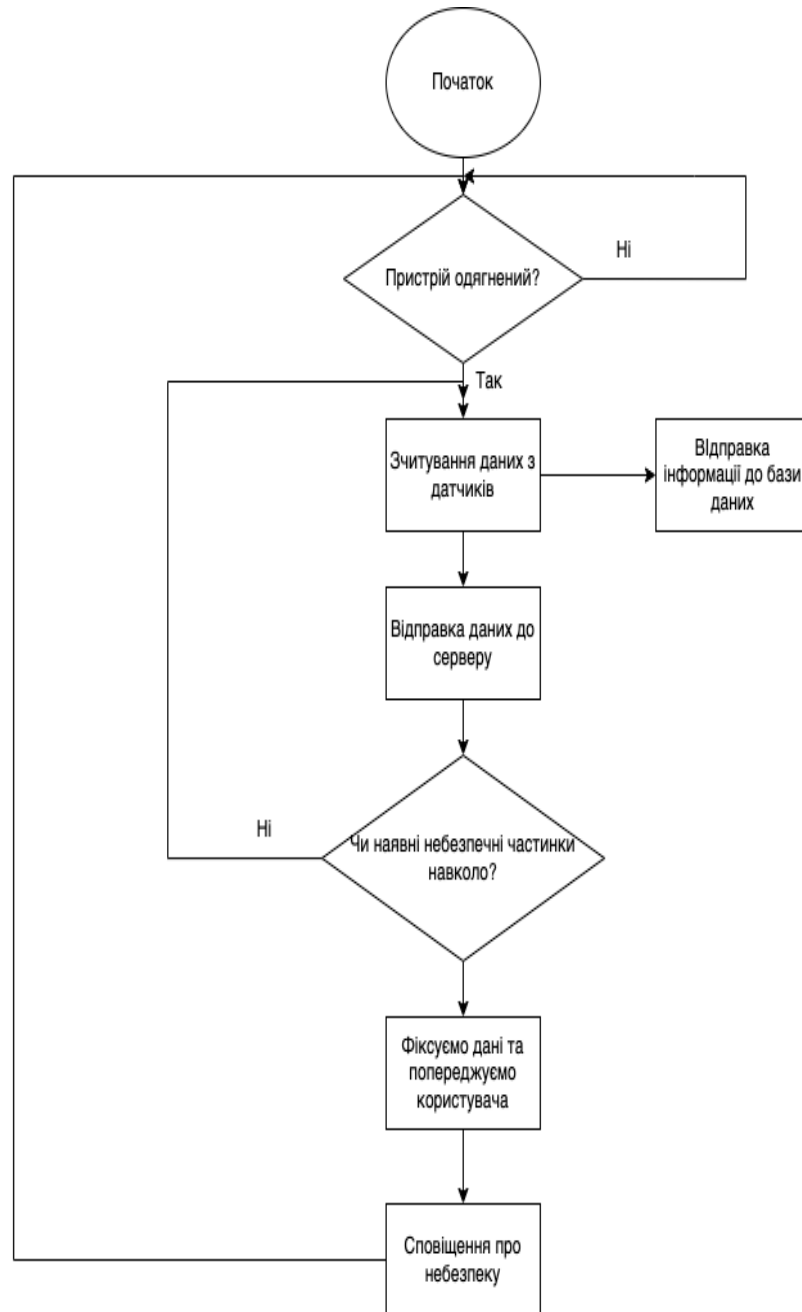 Початок
Пристрій одягнений?
Ні
Так
Зчитування даних з
датчиків
ВІдправка
інформації до бази
даних
Відправка даних до
серверу
Чи наявні небезпечні частинки
навколо?
Ні
Фіксуємо дані та
попереджуємо
користувача
Сповіщення про
небезпеку